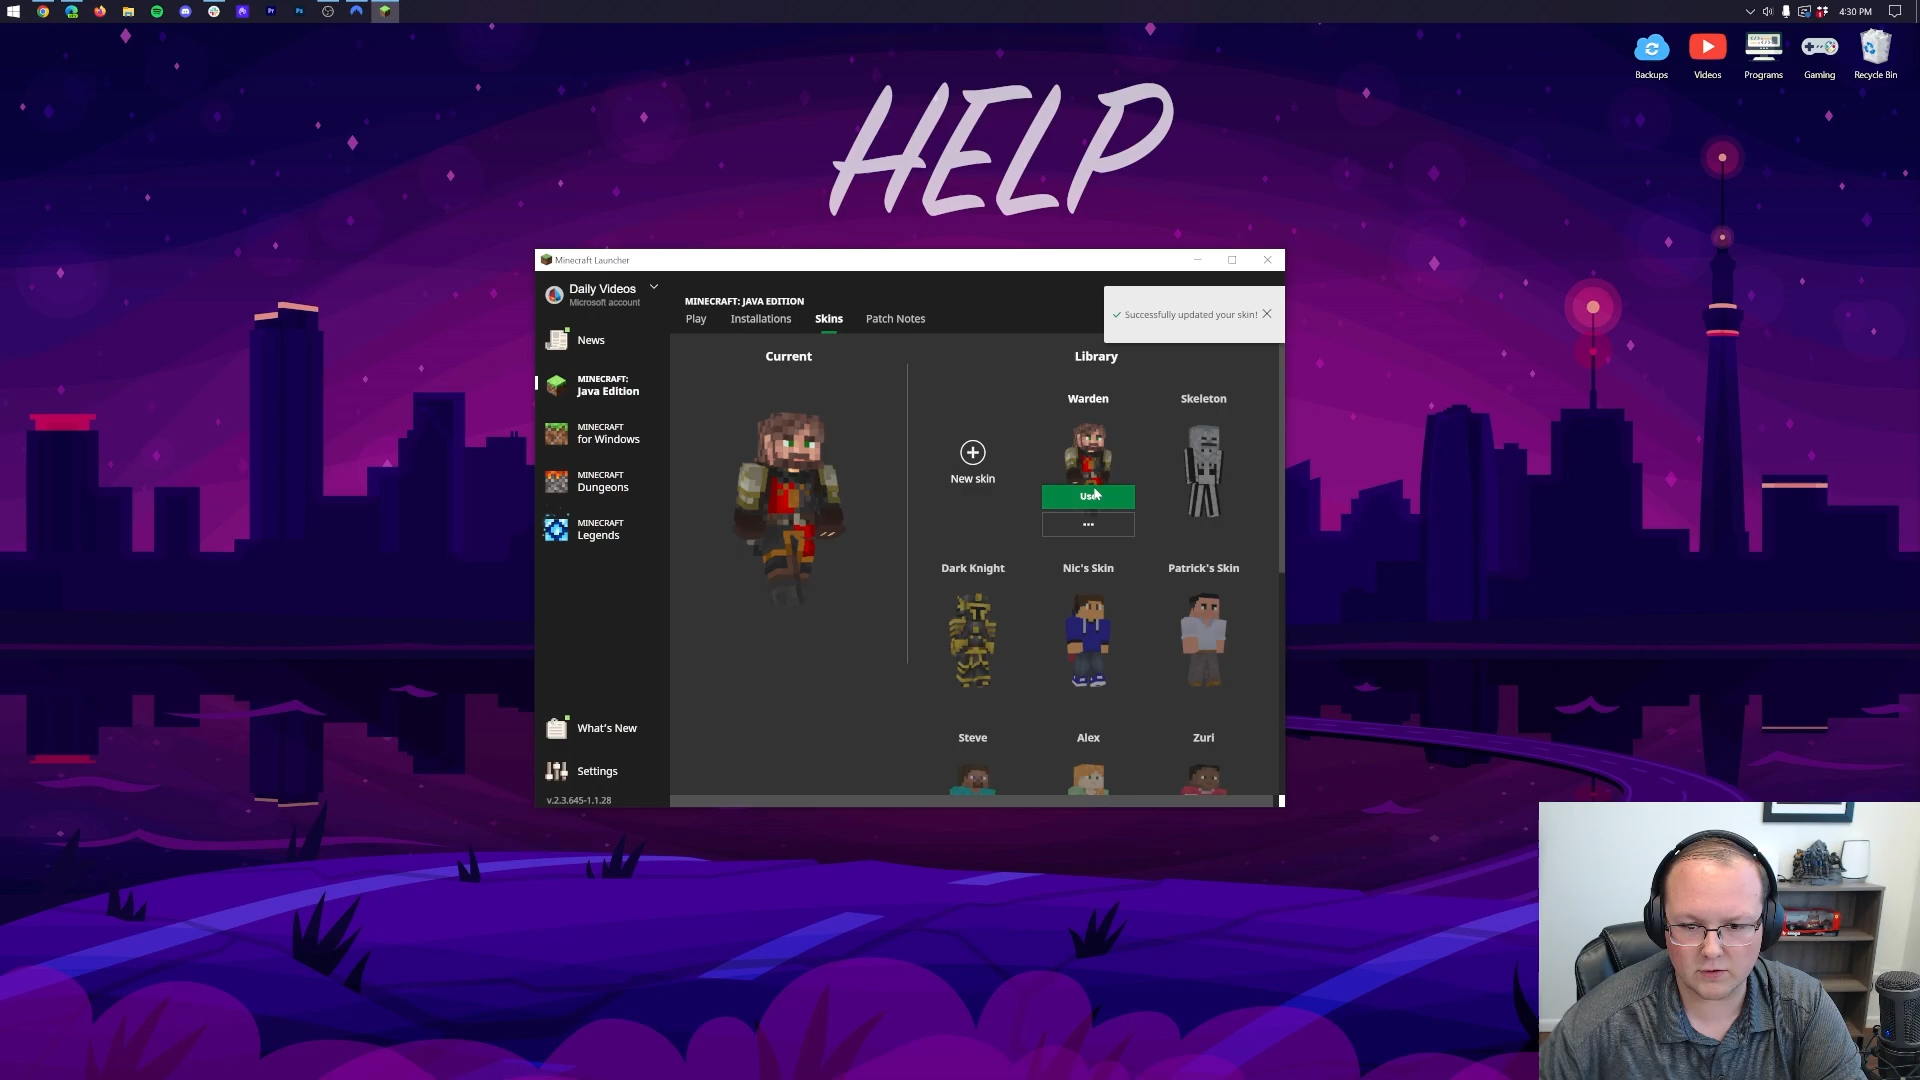 4:30 PM
Backups
Videos
Programs
Gaming
Recycle Bin
HELP
Minecraft Launcher
Daily Videos
Microsoft account
News
MINECRAFT:
Java Edition
MINECRAFT
for Windows
MINECRAFT
Dungeons
MINECRAFT
Legends
What's New
Settings
v.2.3.645-1.1.28
MINECRAFT: JAVA EDITION
Play
Installations
Skins
Patch Notes
Successfully updated your skin!
Current
Library
New skin
Warden
Use
...
Skeleton
Dark Knight
Nic's Skin
Patrick's Skin
Steve
Alex
Zuri